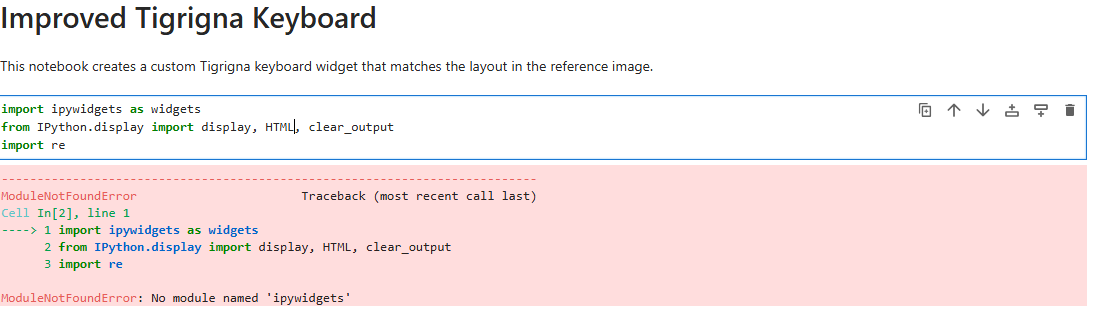 Improved Tigrigna Keyboard
This notebook creates a custom Tigrigna keyboard widget that matches the layout in the reference image.
import ipywidgets as widgets
from IPython.display import display, HTML, clear_output
import re
---------------------------------------------------------------------------
ModuleNotFoundError                       Traceback (most recent call last)
Cell In[2], line 1
----> 1 import ipywidgets as widgets
      2 from IPython.display import display, HTML, clear_output
      3 import re
ModuleNotFoundError: No module named 'ipywidgets'